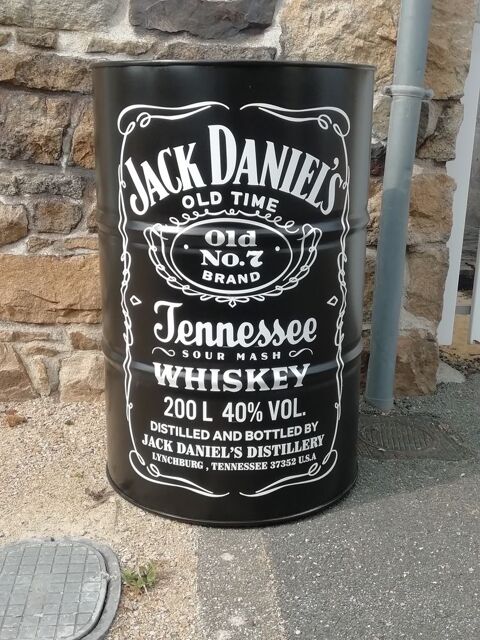 JACK DANIEL'S
OLD TIME
Old
No.7
BRAND
Tennessee
SOUR MASH
WHISKEY
200 L 40% VOL.
DISTILLED AND BOTTLED BY
JACK DANIEL'S DISTILLERY
LYNCHBURG , TENNESSEE 37352 U.S.A